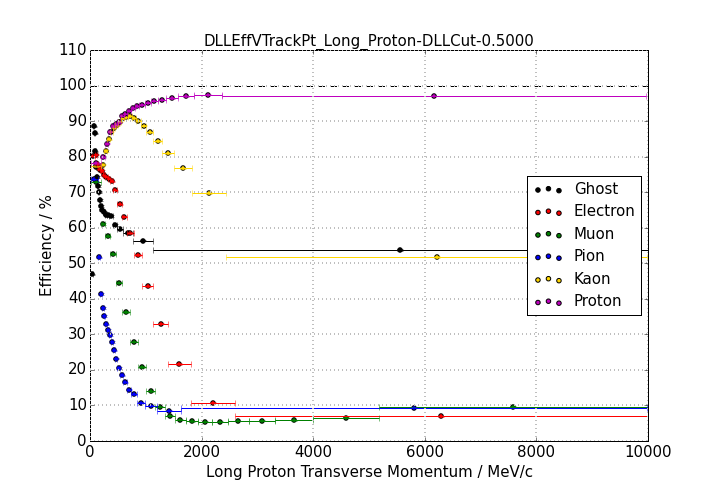 DLLEffVTrackPt_Long_Proton-DLLCut-0.5000
Efficiency / %
110
100
90
80
70
60
50
40
30
20
10
0
0 2000 4000 6000 8000 10000
Long Proton Transverse Momentum / MeV/c
Ghost
Electron
Muon
Pion
Kaon
Proton